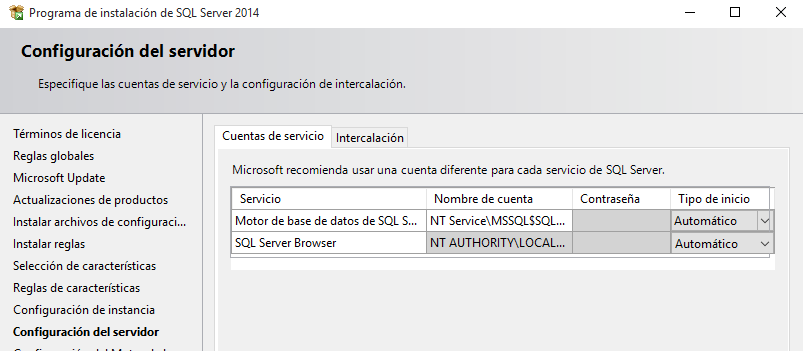 Programa de instalación de SQL Server 2014
Configuración del servidor
Especifique las cuentas de servicio y la configuración de intercalación.
Términos de licencia
Reglas globales
Microsoft Update
Actualizaciones de productos
Instalar archivos de configuraci...
Instalar reglas
Selección de características
Reglas de características
Configuración de instancia
Configuración del servidor
Cuentas de servicio Intercalación
Microsoft recomienda usar una cuenta diferente para cada servicio de SQL Server.
Servicio Nombre de cuenta Contraseña Tipo de inicio
Motor de base de datos de SQL S... NT Service\MSSQL$SQL... Automático
SQL Server Browser NT AUTHORITY\LOCAL... Automático